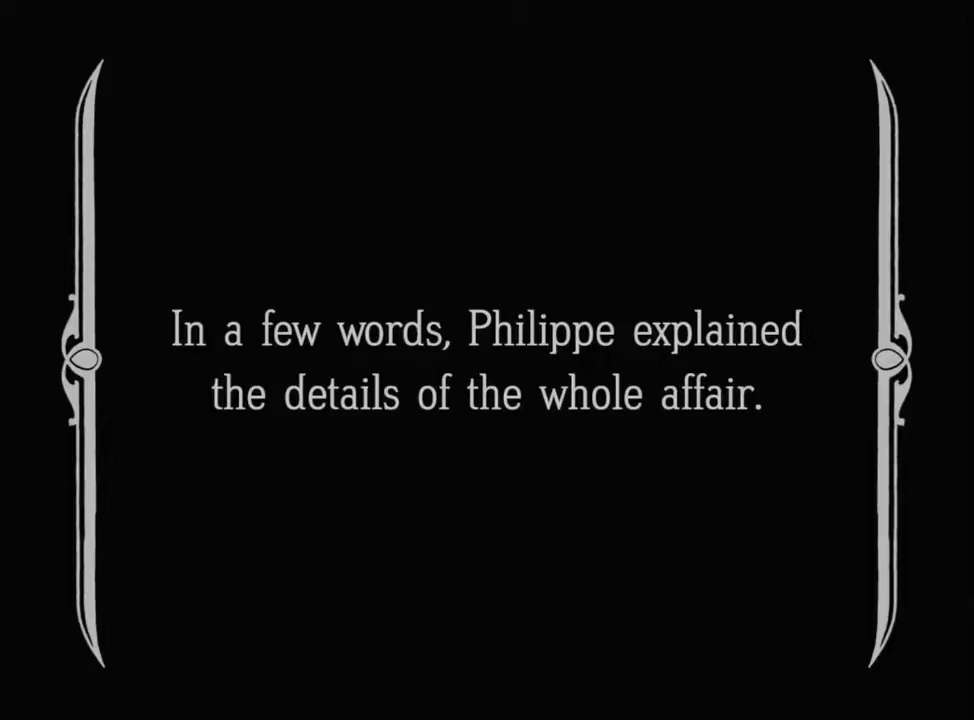 In a few words, Philippe explained
the details of the whole affair.